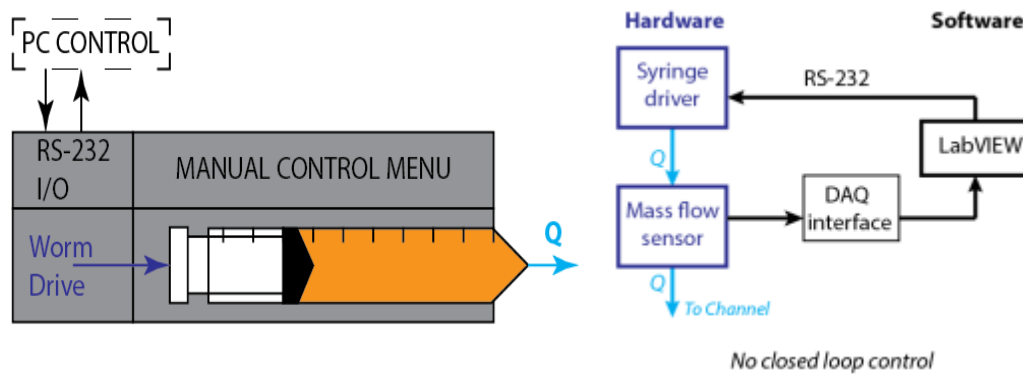 PC CONTROL
RS-232
I/O
MANUAL CONTROL MENU
Worm
Drive
Q
Hardware
Software
Syringe
driver
RS-232
LabVIEW
Q
Mass flow
sensor
DAQ
interface
Q
To Channel
No closed loop control